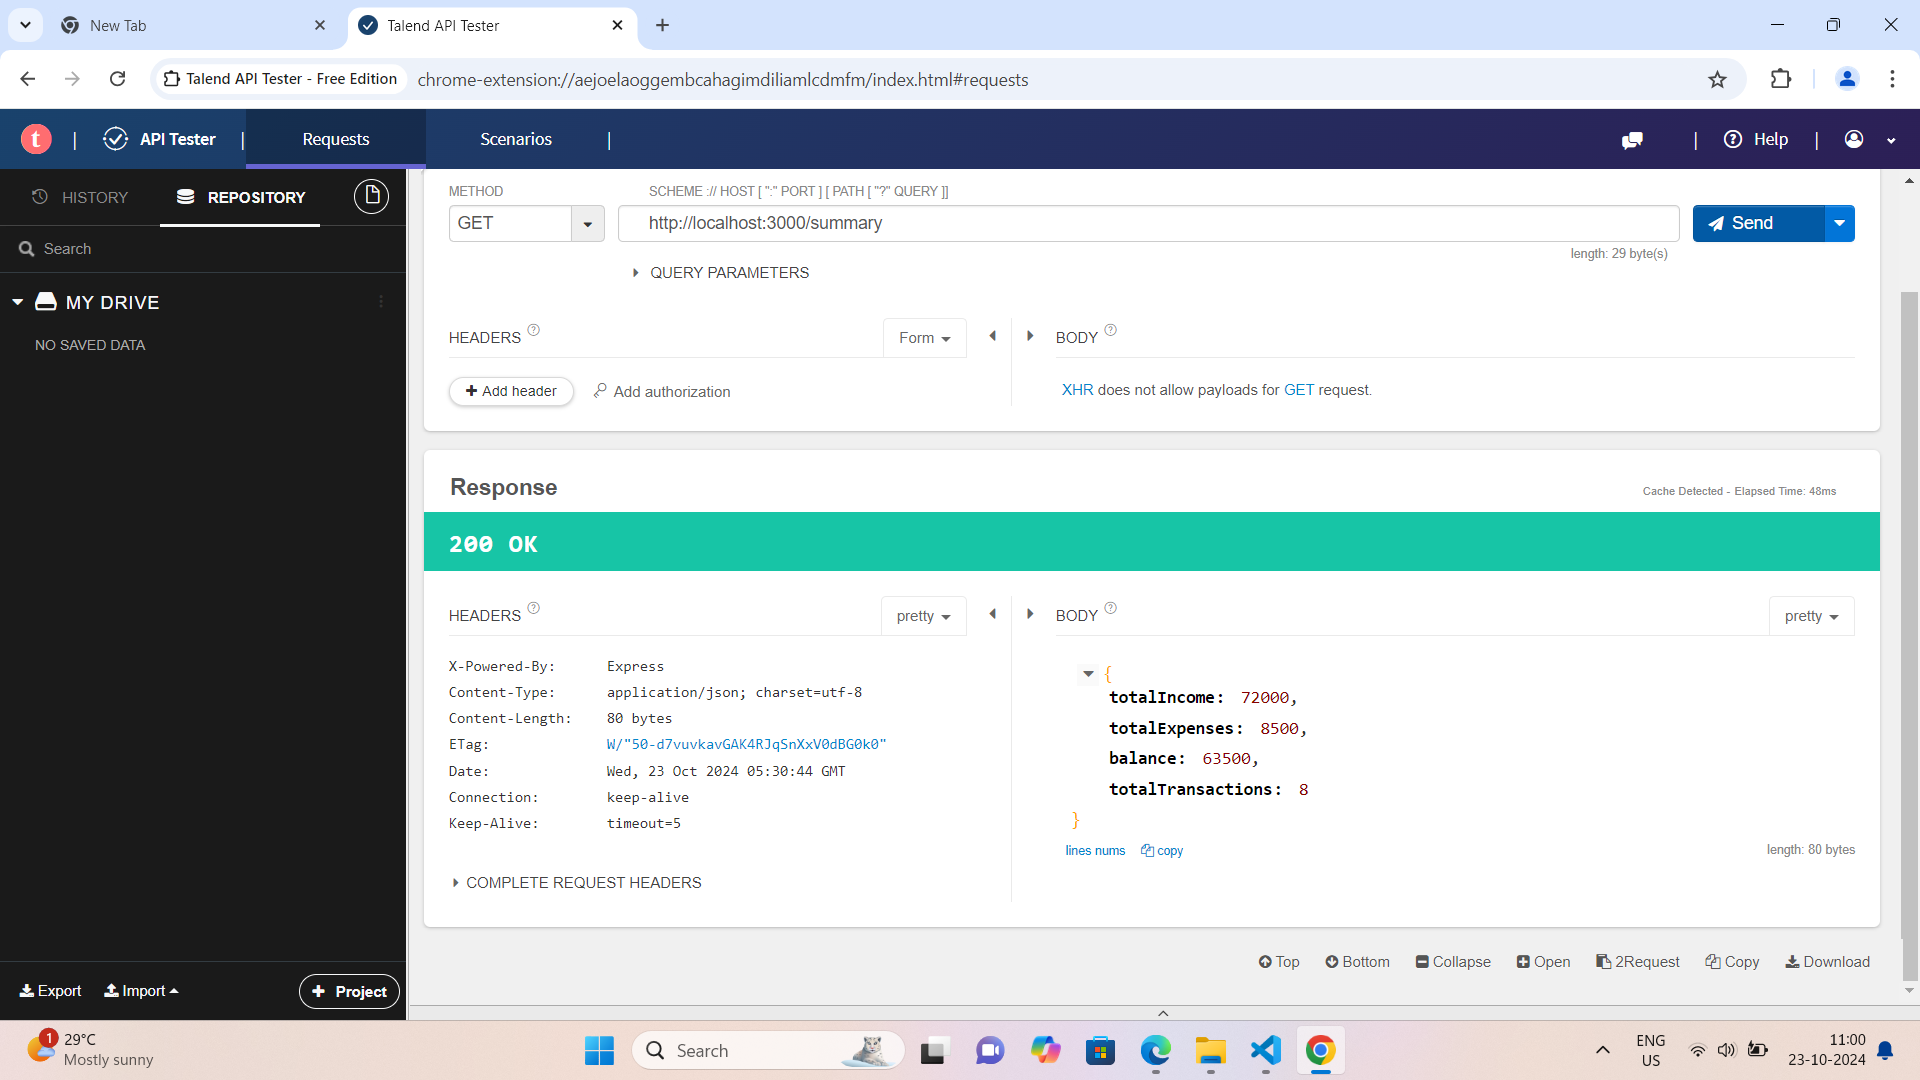 New Tab
Talend API Tester
Talend API Tester - Free Edition
chrome-extension://aejoelaoggembcahagimdiliamlcdmfm/index.html#requests
t | API Tester | Requests Scenarios | | Help |
HISTORY REPOSITORY
Search
MY DRIVE
NO SAVED DATA
METHOD SCHEME :// HOST [ ":" PORT ] [ PATH [ "?" QUERY ]]
GET http://localhost:3000/summary Send
length: 29 byte(s)
QUERY PARAMETERS
HEADERS ? Form BODY ?
+ Add header Add authorization XHR does not allow payloads for GET request.
Response Cache Detected - Elapsed Time: 48ms
200 OK
HEADERS ? pretty BODY ? pretty
X-Powered-By: Express
Content-Type: application/json; charset=utf-8
Content-Length: 80 bytes
ETag: W/"50-d7vuvkavGAK4RJqSnXxV0dBG0k0"
Date: Wed, 23 Oct 2024 05:30:44 GMT
Connection: keep-alive
Keep-Alive: timeout=5
COMPLETE REQUEST HEADERS
{
totalIncome: 72000,
totalExpenses: 8500,
balance: 63500,
totalTransactions: 8
}
lines nums copy length: 80 bytes
Top Bottom Collapse Open 2Request Copy Download
Export Import + Project
1 29°C
Mostly sunny
Search
ENG
US
11:00
23-10-2024